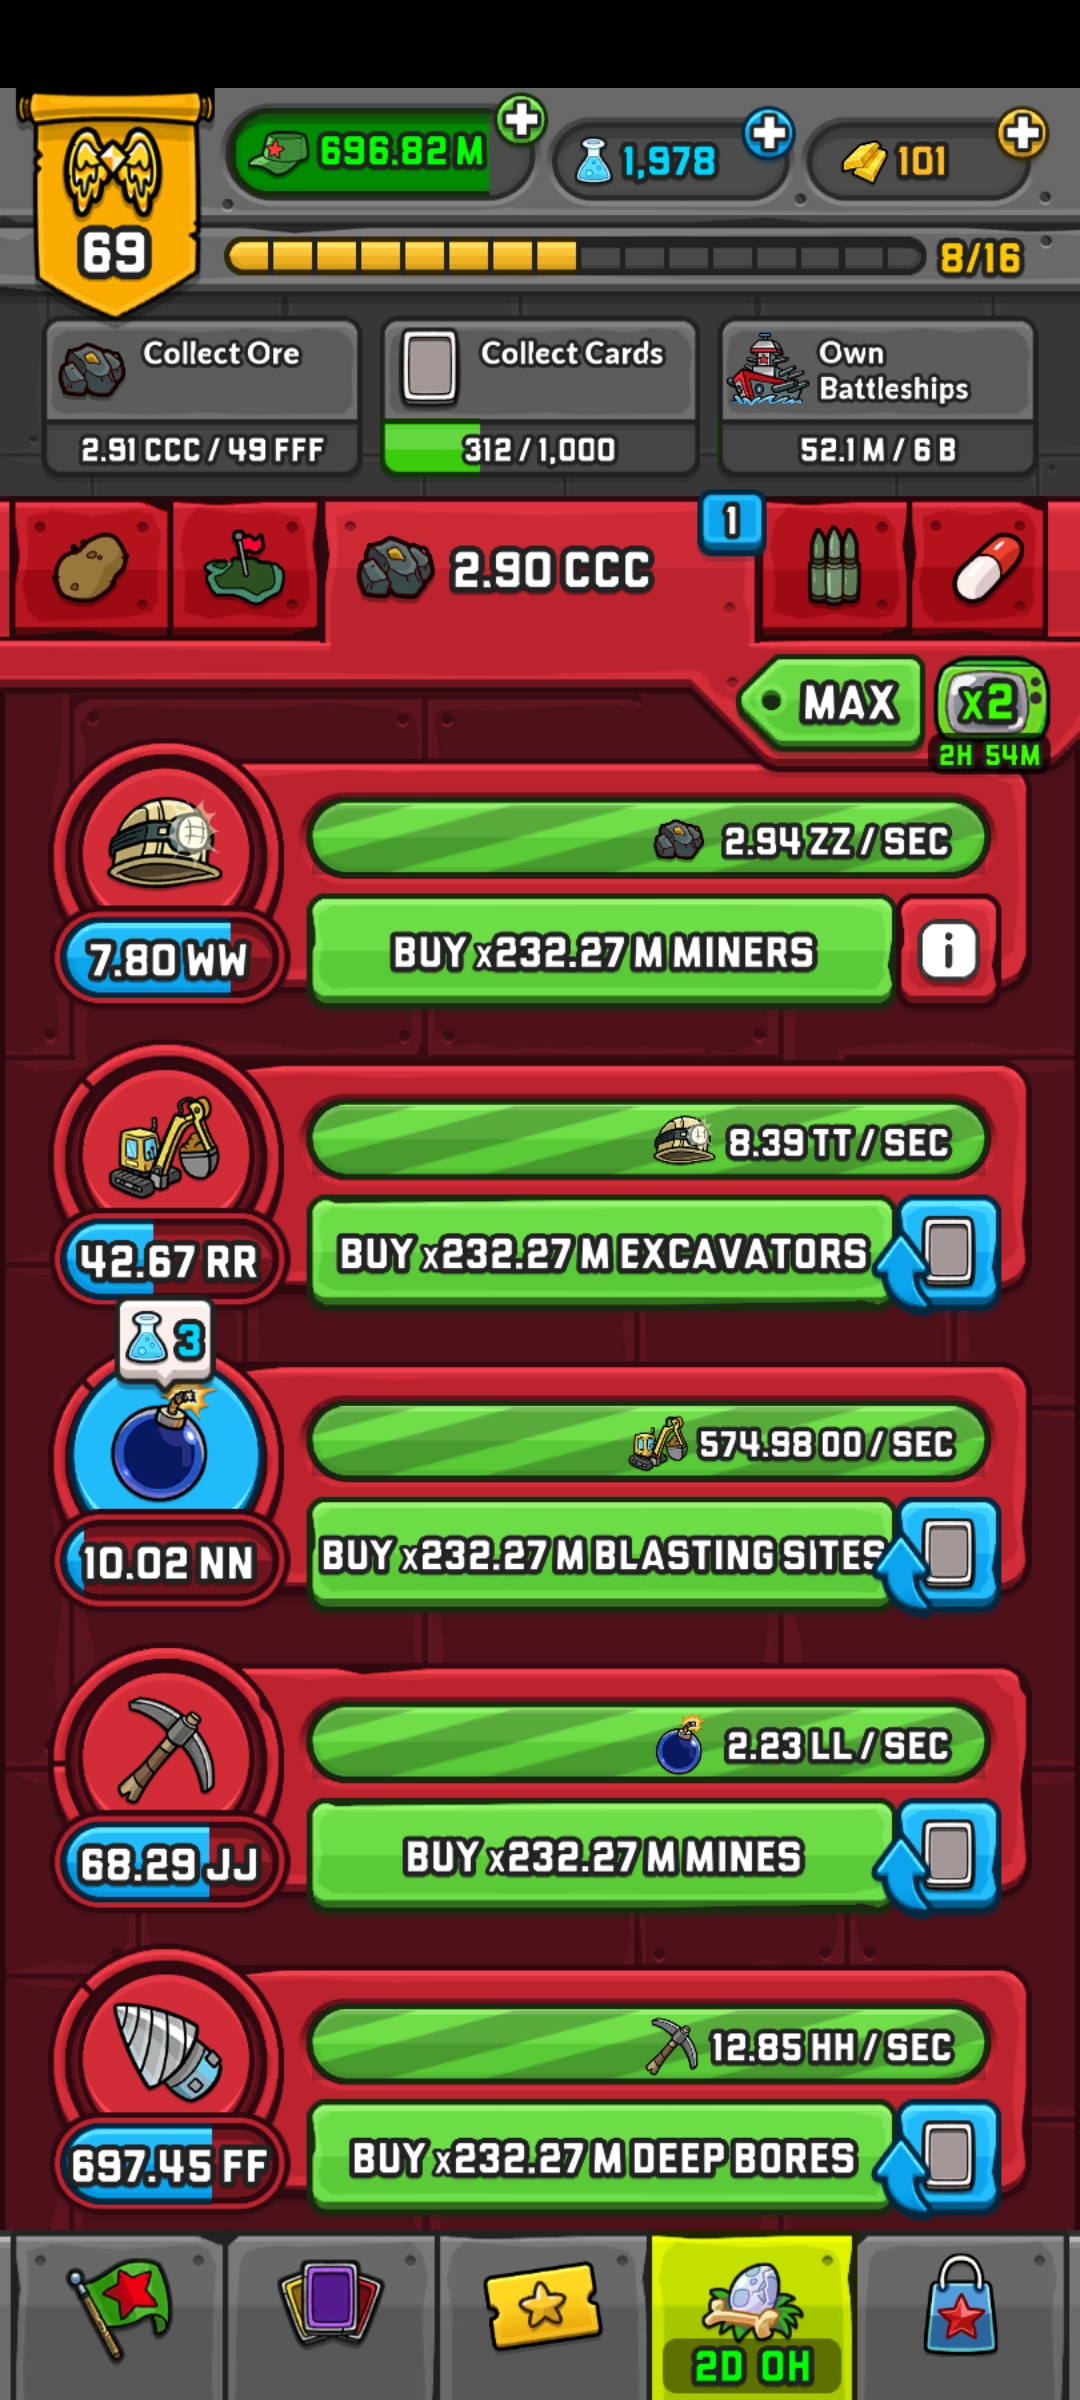 696.82 M
1,978
101
69
8/16
Collect Ore
2.91 CCC / 49 FFF
Collect Cards
312 / 1,000
Own
Battleships
52.1 M / 6 B
2.90 CCC
1
MAX
x2
2H 54M
2.94 ZZ / SEC
7.80 WW
BUY x232.27 M MINERS
i
8.39 TT / SEC
42.67 RR
BUY x232.27 M EXCAVATORS
3
574.98 OO / SEC
10.02 NN
BUY x232.27 M BLASTING SITES
2.23 LL / SEC
68.29 JJ
BUY x232.27 M MINES
12.85 HH / SEC
697.45 FF
BUY x232.27 M DEEP BORES
2D 0H